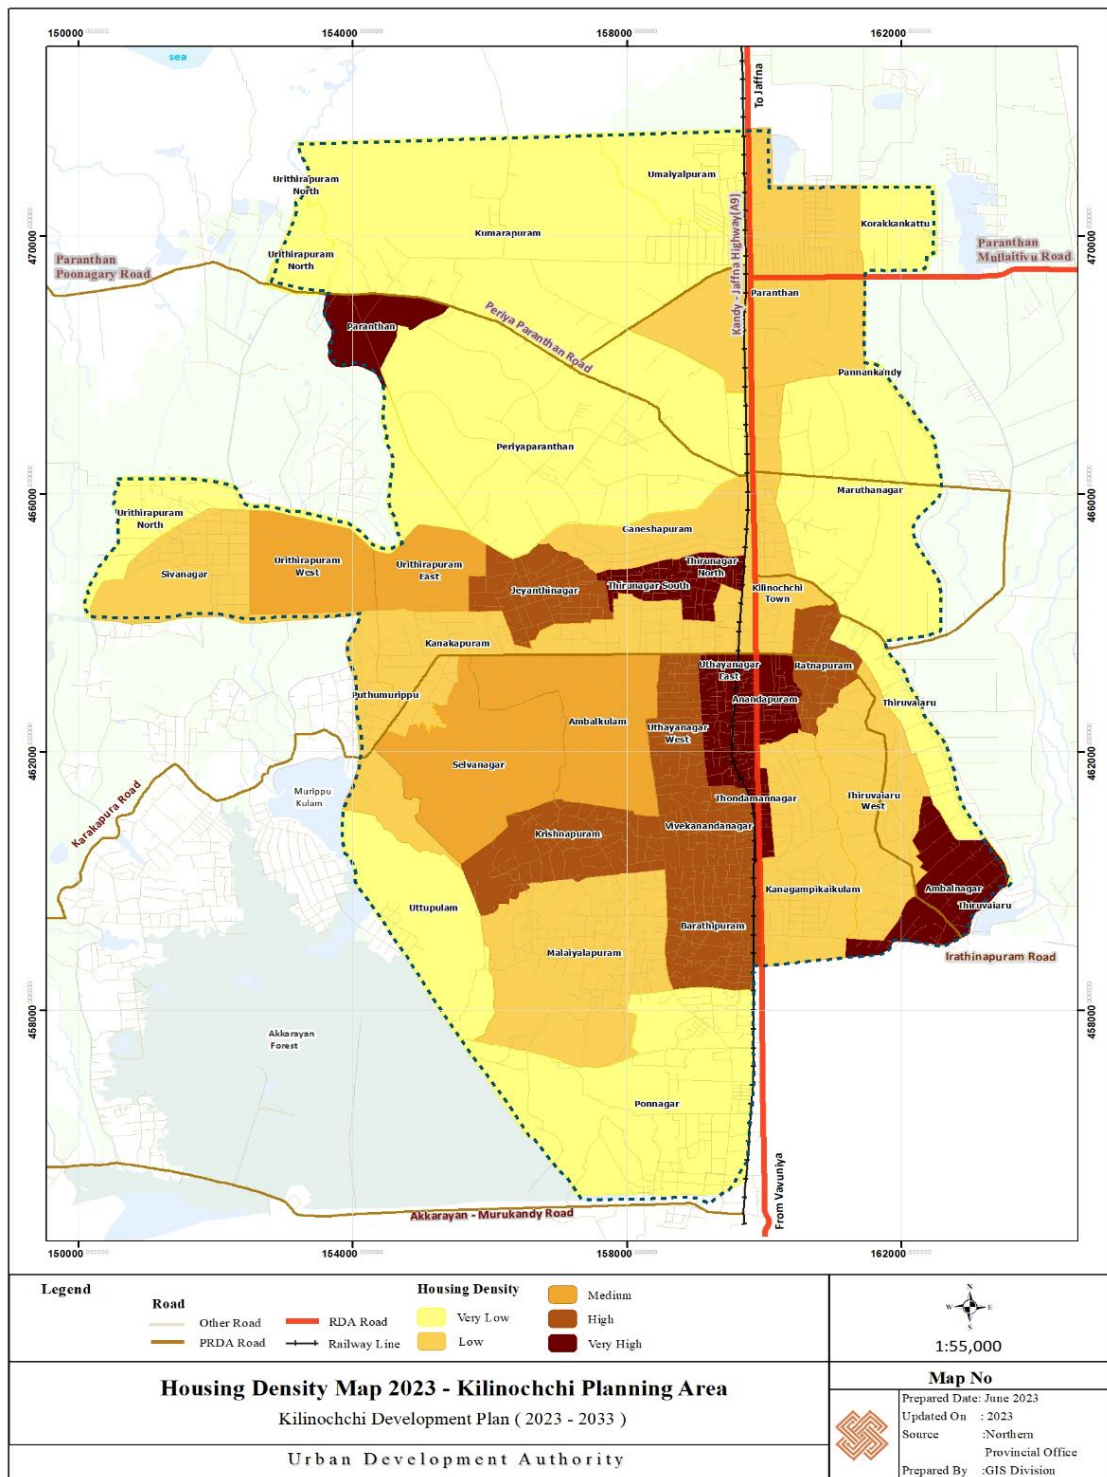 150000
154000
158000
162000
sea
To Jaffna
Urithirapuram
North
Umaiyalpuram
Kumarapuram
Korakkankattu
470000
470000
Urithirapuram
North
Paranthan
Poonagary Road
Paranthan
Mullaitivu Road
Kandy - Jaffna Highway(A9)
Paranthan
Paranthan
Periya Paranthan Road
Pannankandy
Periyaparanthan
466000
466000
Maruthanagar
Urithirapuram
North
Ganeshapuram
Sivanagar
Urithirapuram
West
Urithirapuram
East
Jeyanthinagar
Thirunagar
North
Thirunagar South
Kilinochchi
Town
Kanakapuram
Uthayanagar
East
Ratnapuram
Puthumurippu
Anandapuram
Thiruvaiaru
Ambalkulam
Uthayanagar
West
462000
462000
Selvanagar
Murippu
Kulam
Thondamannagar
Thiruvaiaru
West
Karakapura Road
Krishnapuram
Vivekanandanagar
Uttupulam
Kanagampikaikulam
Ambalnagar
Thiruvaiaru
Barathipuram
Malaiyalapuram
Irathinapuram Road
458000
458000
Akkarayan
Forest
Ponnagar
From Vavuniya
Akkarayan - Murukandy Road
150000
154000
158000
162000
Legend
Road
Other Road
PRDA Road
RDA Road
Railway Line
Housing Density
Very Low
Low
Medium
High
Very High
N
W E
S
1:55,000
Housing Density Map 2023 - Kilinochchi Planning Area
Kilinochchi Development Plan ( 2023 - 2033 )
Urban Development Authority
Map No
Prepared Date: June 2023
Updated On : 2023
Source :Northern
Provincial Office
Prepared By :GIS Division